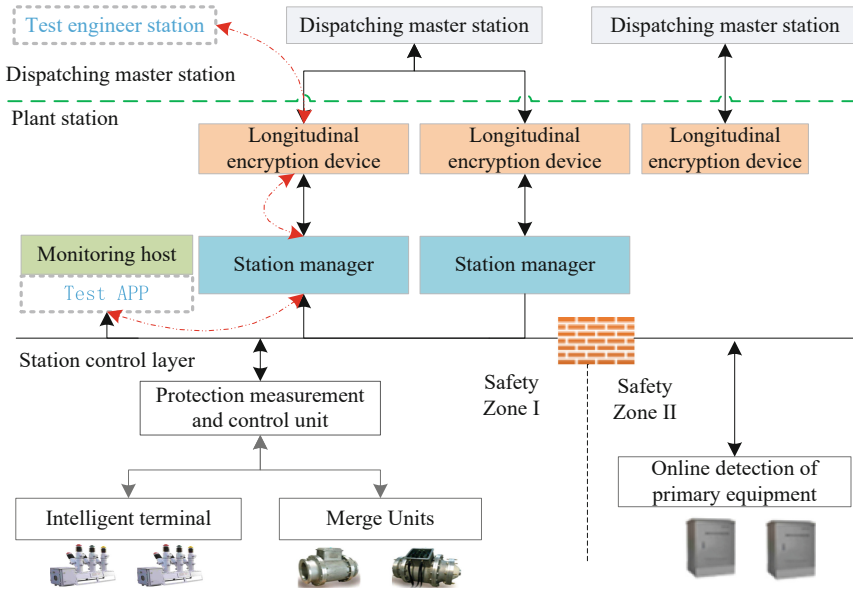 Test engineer station
Dispatching master station
Dispatching master station
Dispatching master station
Plant station
Longitudinal
encryption device
Longitudinal
encryption device
Longitudinal
encryption device
Monitoring host
Test APP
Station manager
Station manager
Station control layer
Protection measurement
and control unit
Safety
Zone I
Safety
Zone II
Intelligent terminal
Merge Units
Online detection of
primary equipment